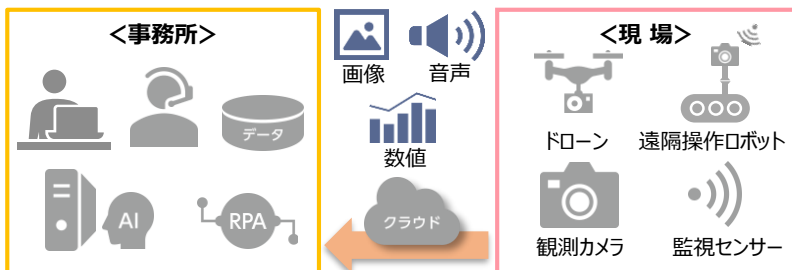 <事務所>
データ
AI
RPA
画像
音声
数値
クラウド
<現 場>
ドローン
遠隔操作ロボット
観測カメラ
監視センサー